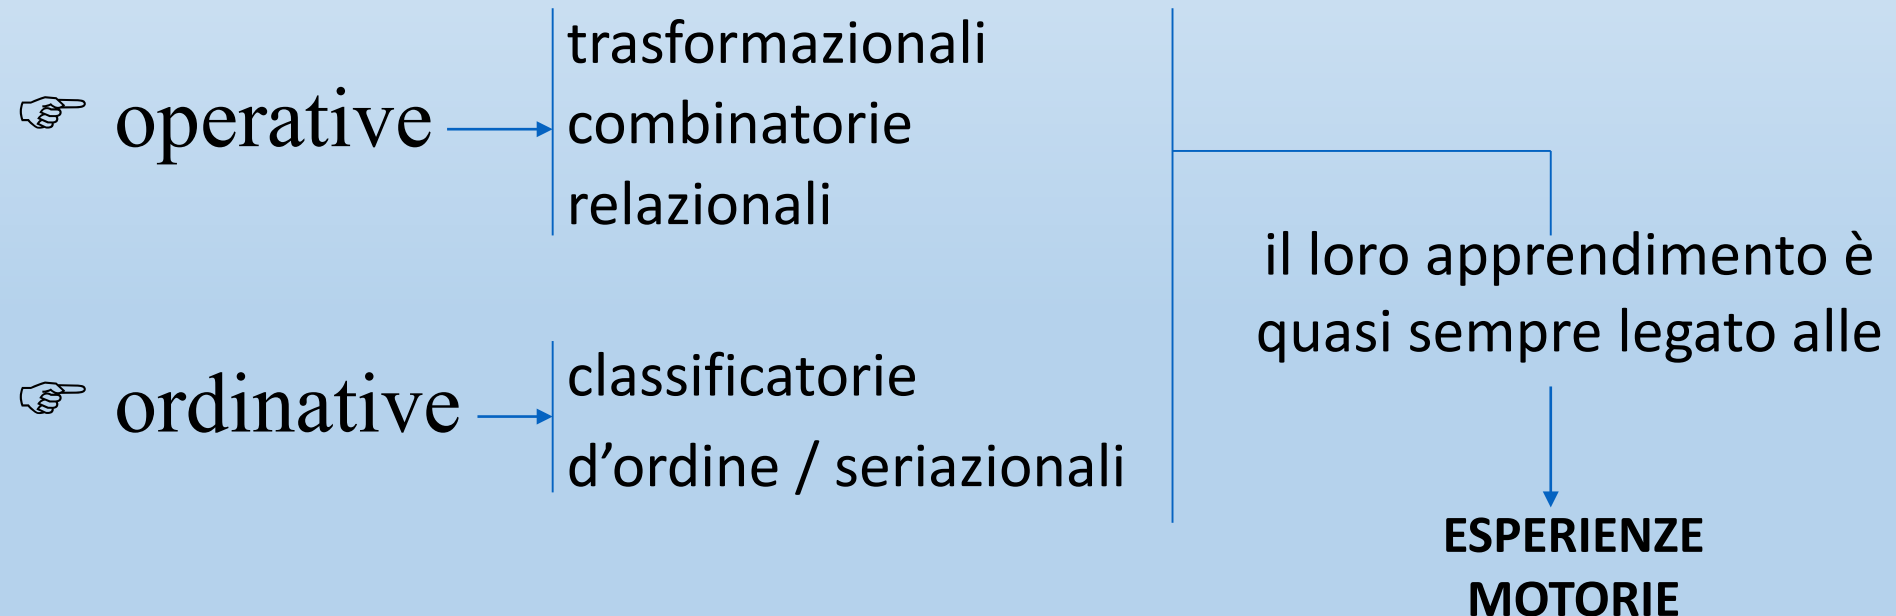 ☞ operative
trasformazionali
combinatorie
relazionali
☞ ordinative
classificatorie
d’ordine / seriazionali
il loro apprendimento è
quasi sempre legato alle
ESPERIENZE
MOTORIE